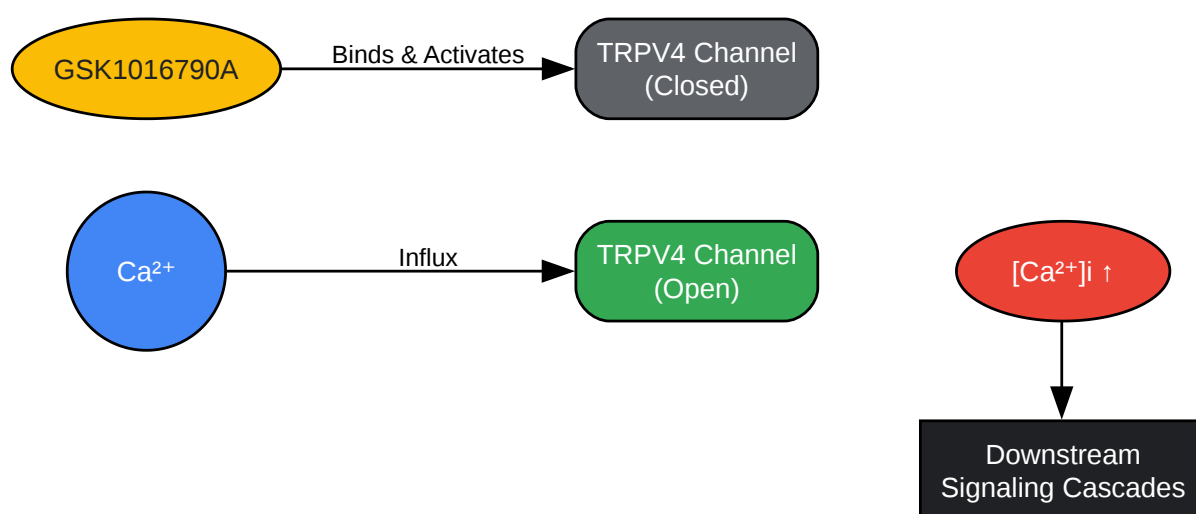 GSK1016790A
Binds & Activates
TRPV4 Channel
(Closed)
Ca²⁺
Influx
TRPV4 Channel
(Open)
[Ca²⁺]i ↑
Downstream
Signaling Cascades